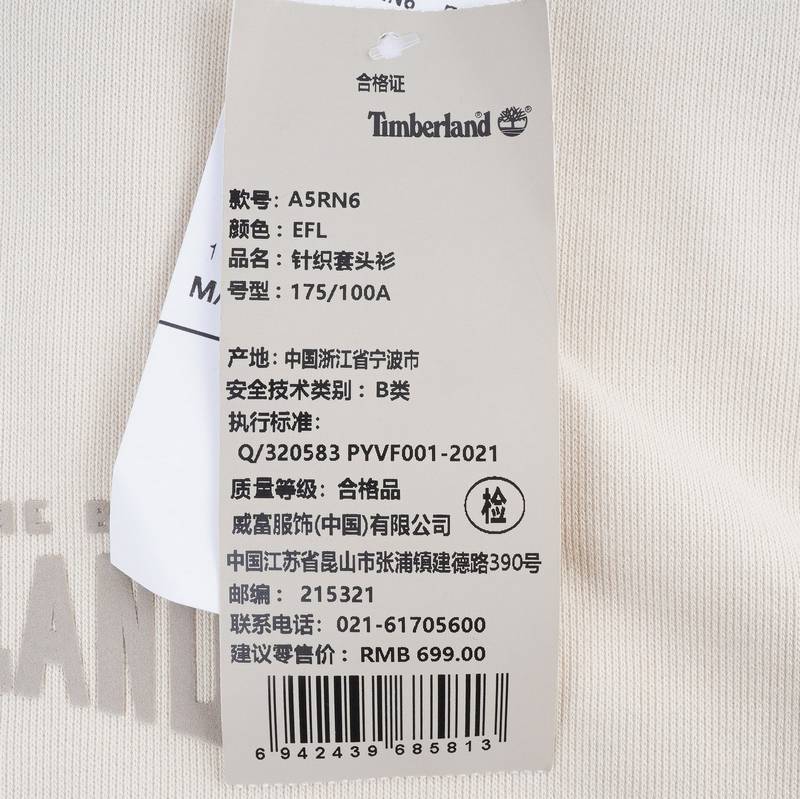 合格证
Timberland
款号：A5RN6
颜色：EFL
品名：针织套头衫
号型：175/100A
产地：中国浙江省宁波市
安全技术类别：B类
执行标准：
Q/320583 PYVF001-2021
质量等级：合格品
检
威富服饰(中国)有限公司
中国江苏省昆山市张浦镇建德路390号
邮编：215321
联系电话：021-61705600
建议零售价：RMB 699.00
6 942439 685813